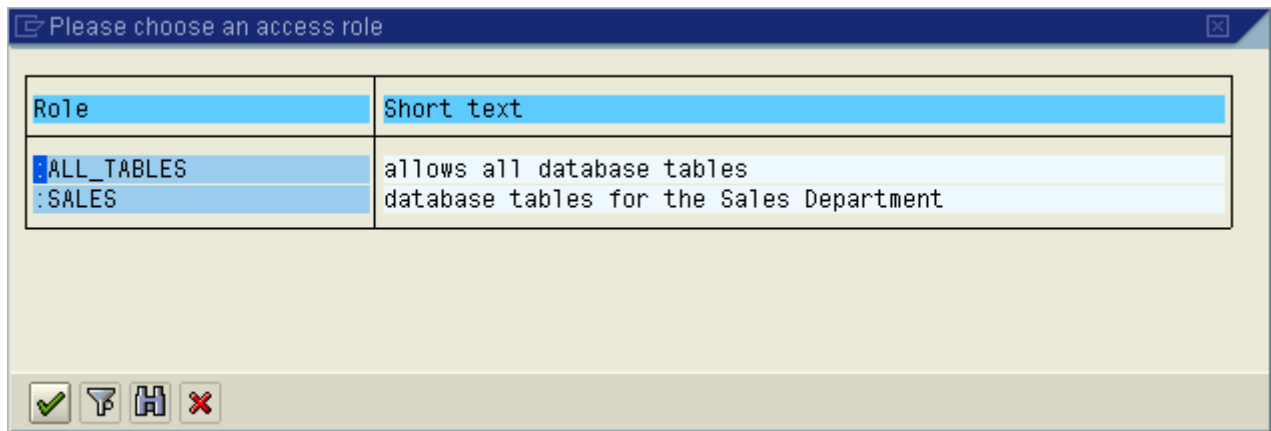 Please choose an access role
Role Short text
:ALL_TABLES allows all database tables
:SALES database tables for the Sales Department